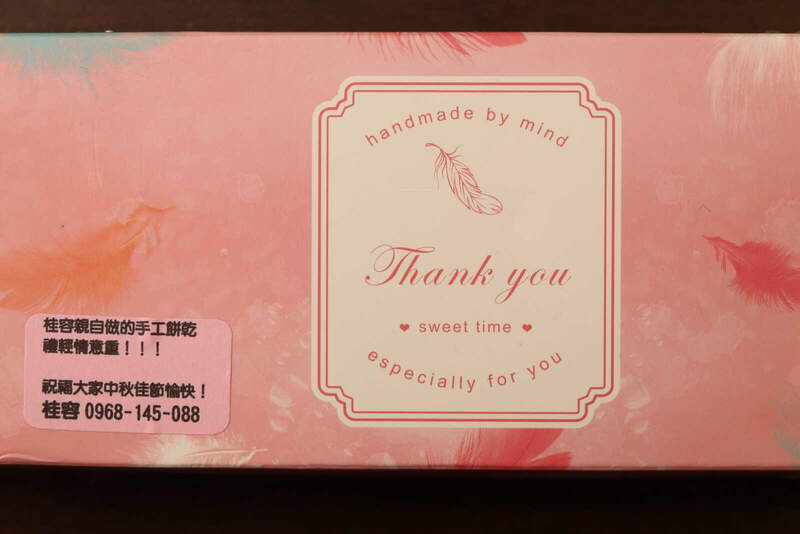 handmade by mind
Thank you
♥ sweet time ♥
especially for you
桂容親自做的手工餅乾
禮輕情意重！！！
祝福大家中秋佳節愉快！
桂容 0968-145-088